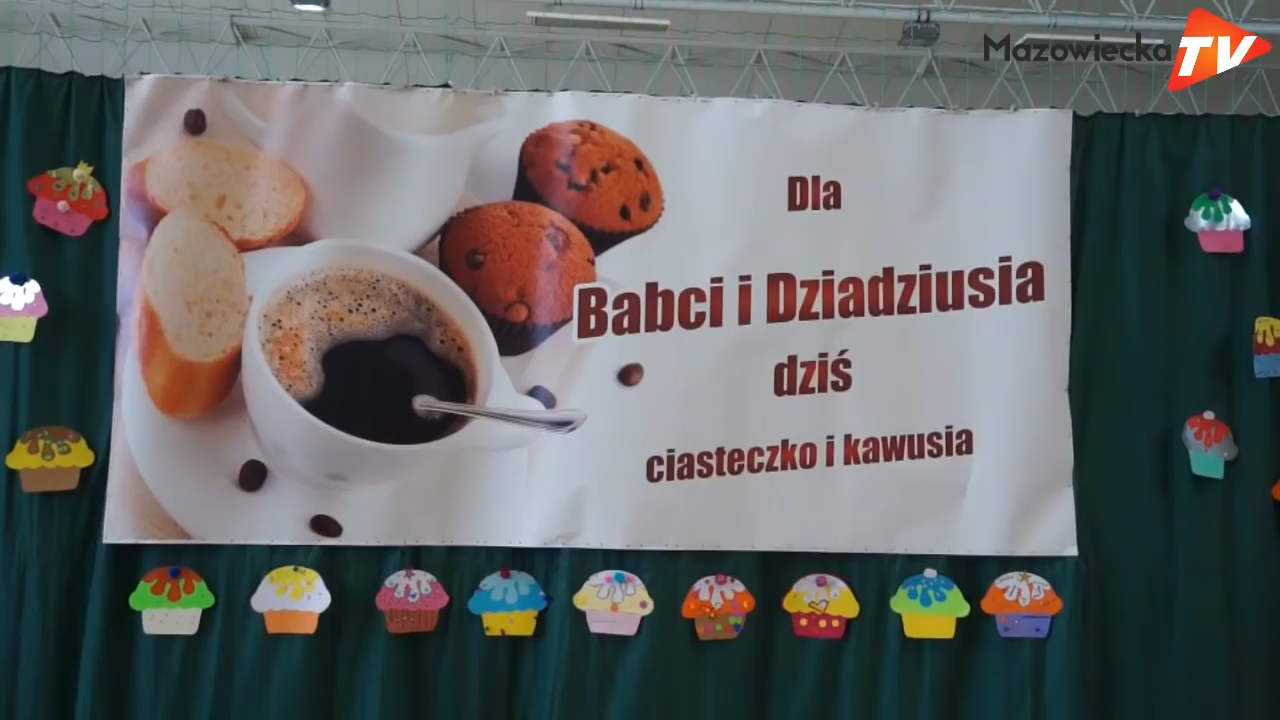 Mazowiecka TV
Dla
Babci i Dziadziusia
dziś
ciasteczko i kawusia